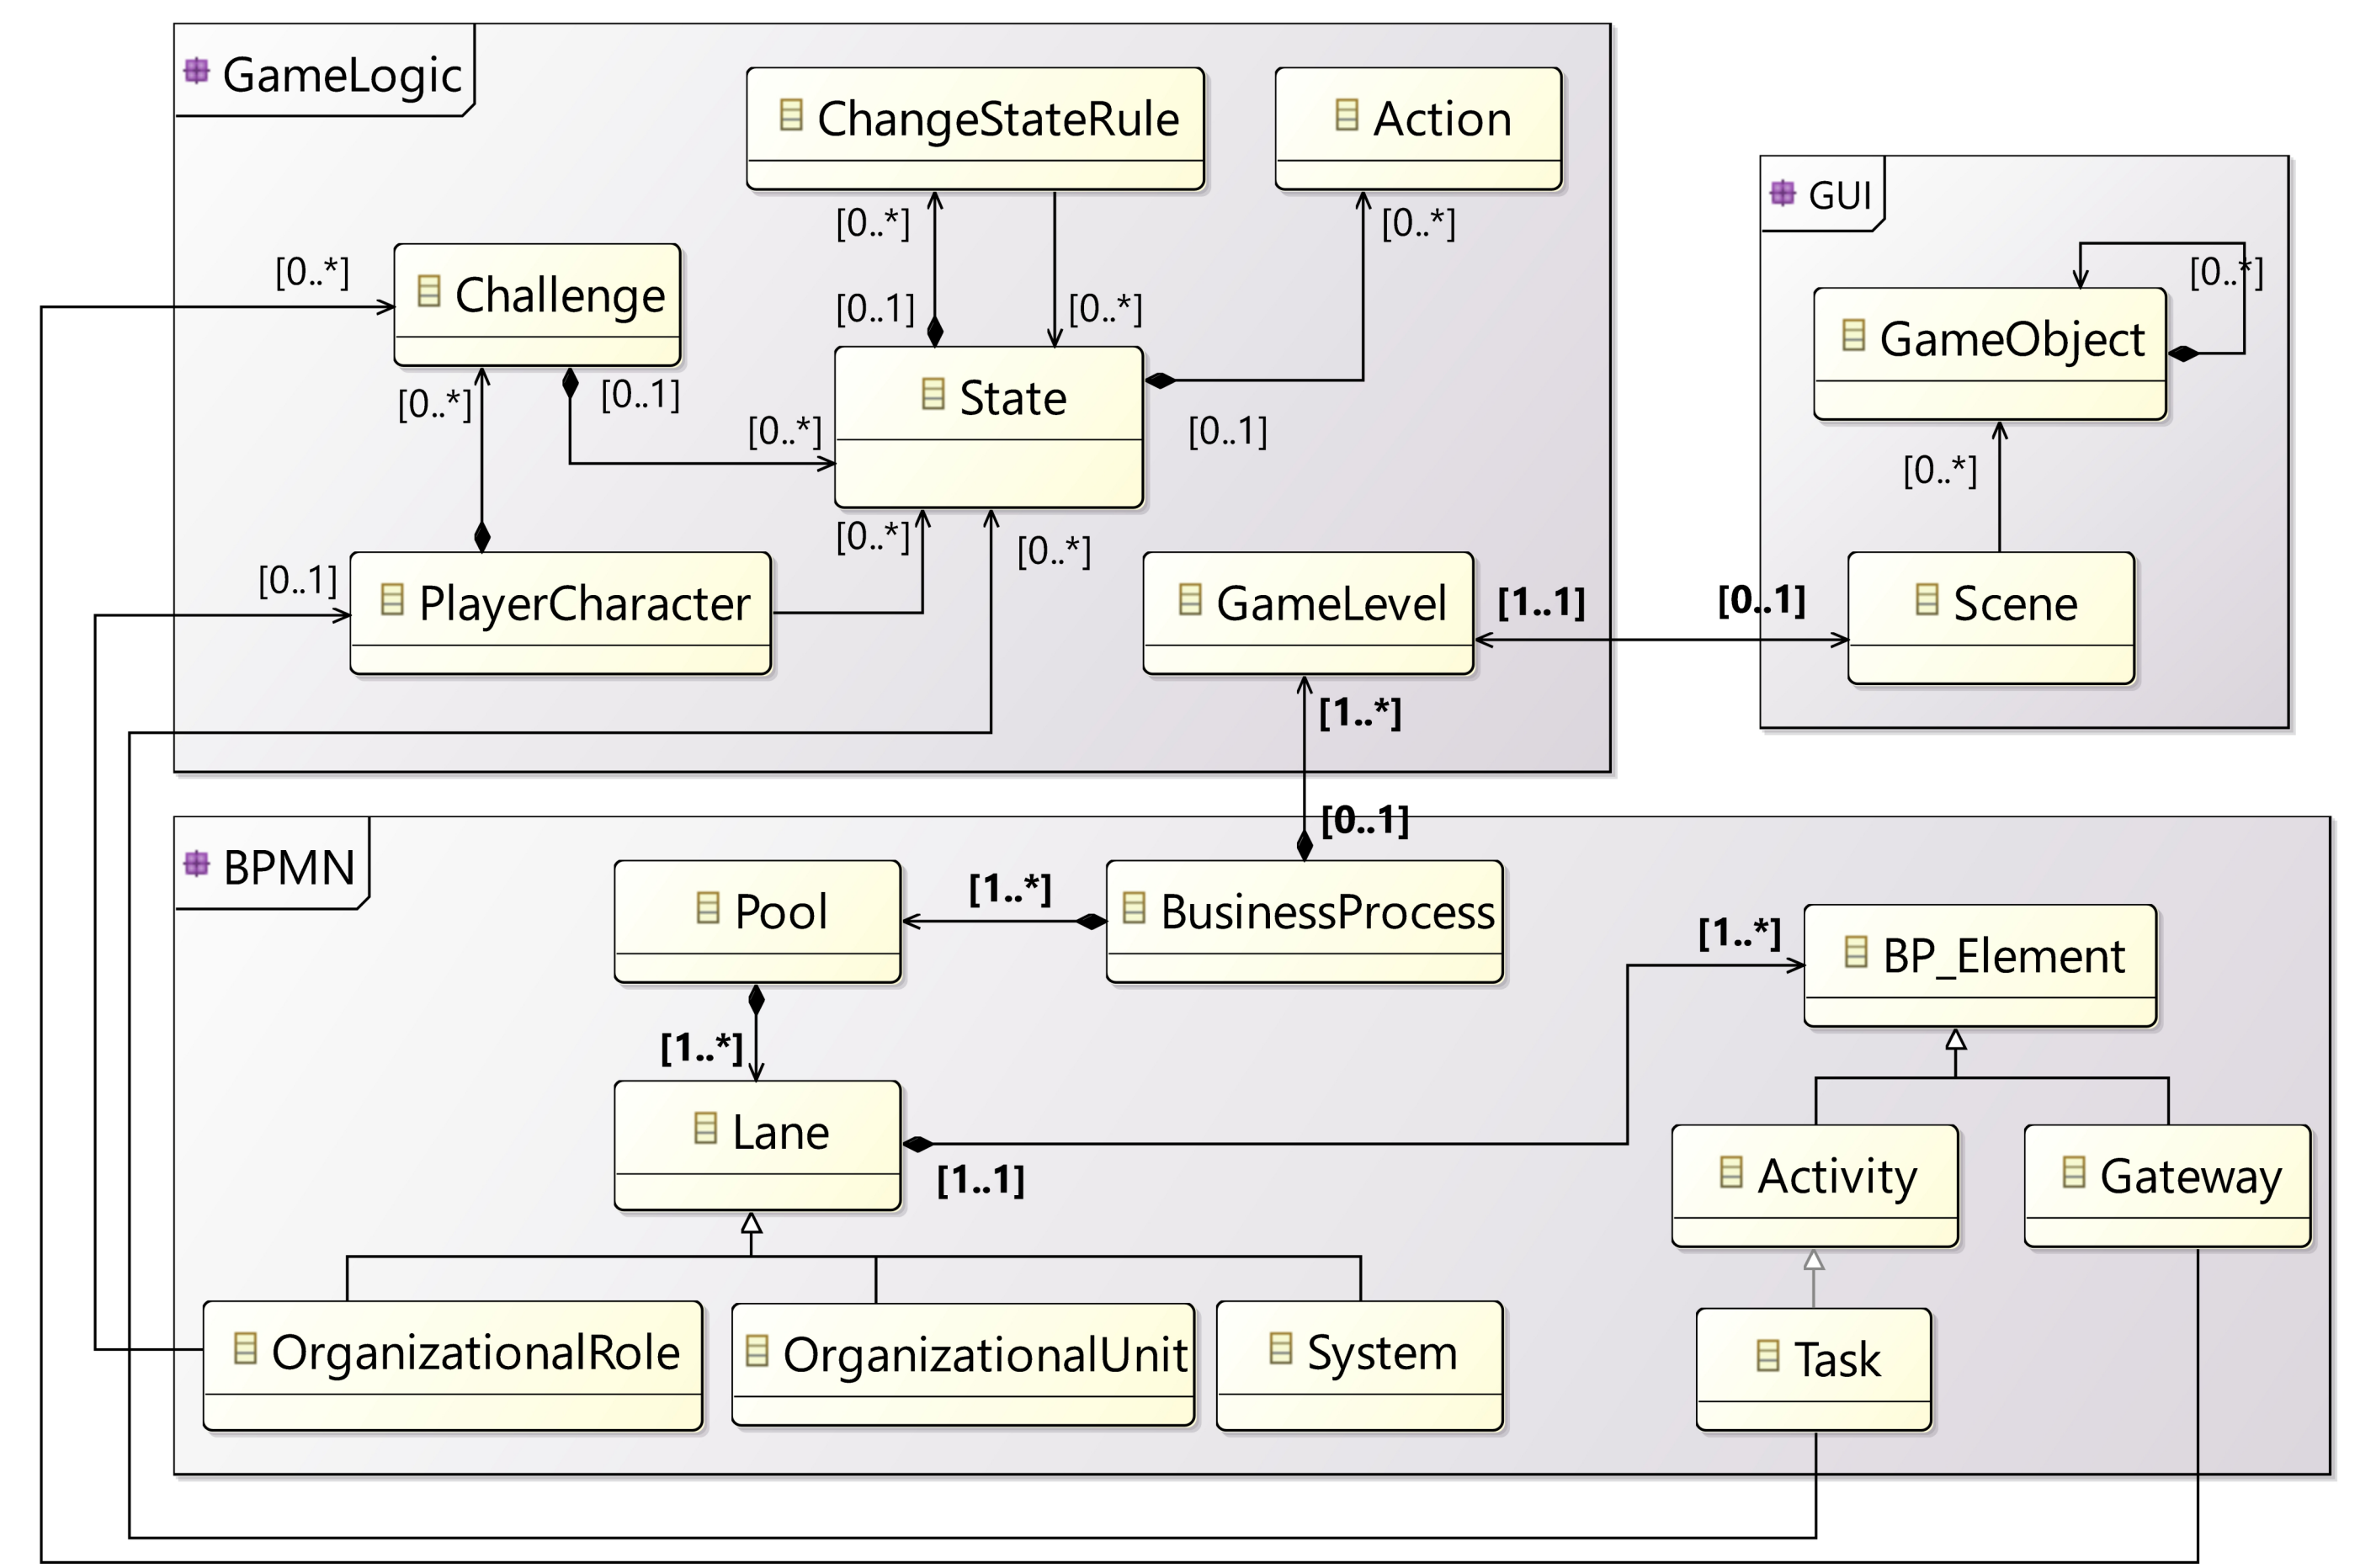 GameLogic
ChangeStateRule
Action
GUI
[0..*]
[0..*]
[0..*]
[0..*]
Challenge
[0..1]
[0..*]
GameObject
[0..*]
[0..1]
State
[0..*]
[0..1]
[0..*]
[0..*]
[0..*]
[0..1]
PlayerCharacter
GameLevel
[1..1]
[0..1]
Scene
[1..*]
[0..1]
BPMN
Pool
[1..*]
BusinessProcess
[1..*]
BP_Element
[1..*]
Lane
[1..1]
Activity
Gateway
OrganizationalRole
OrganizationalUnit
System
Task